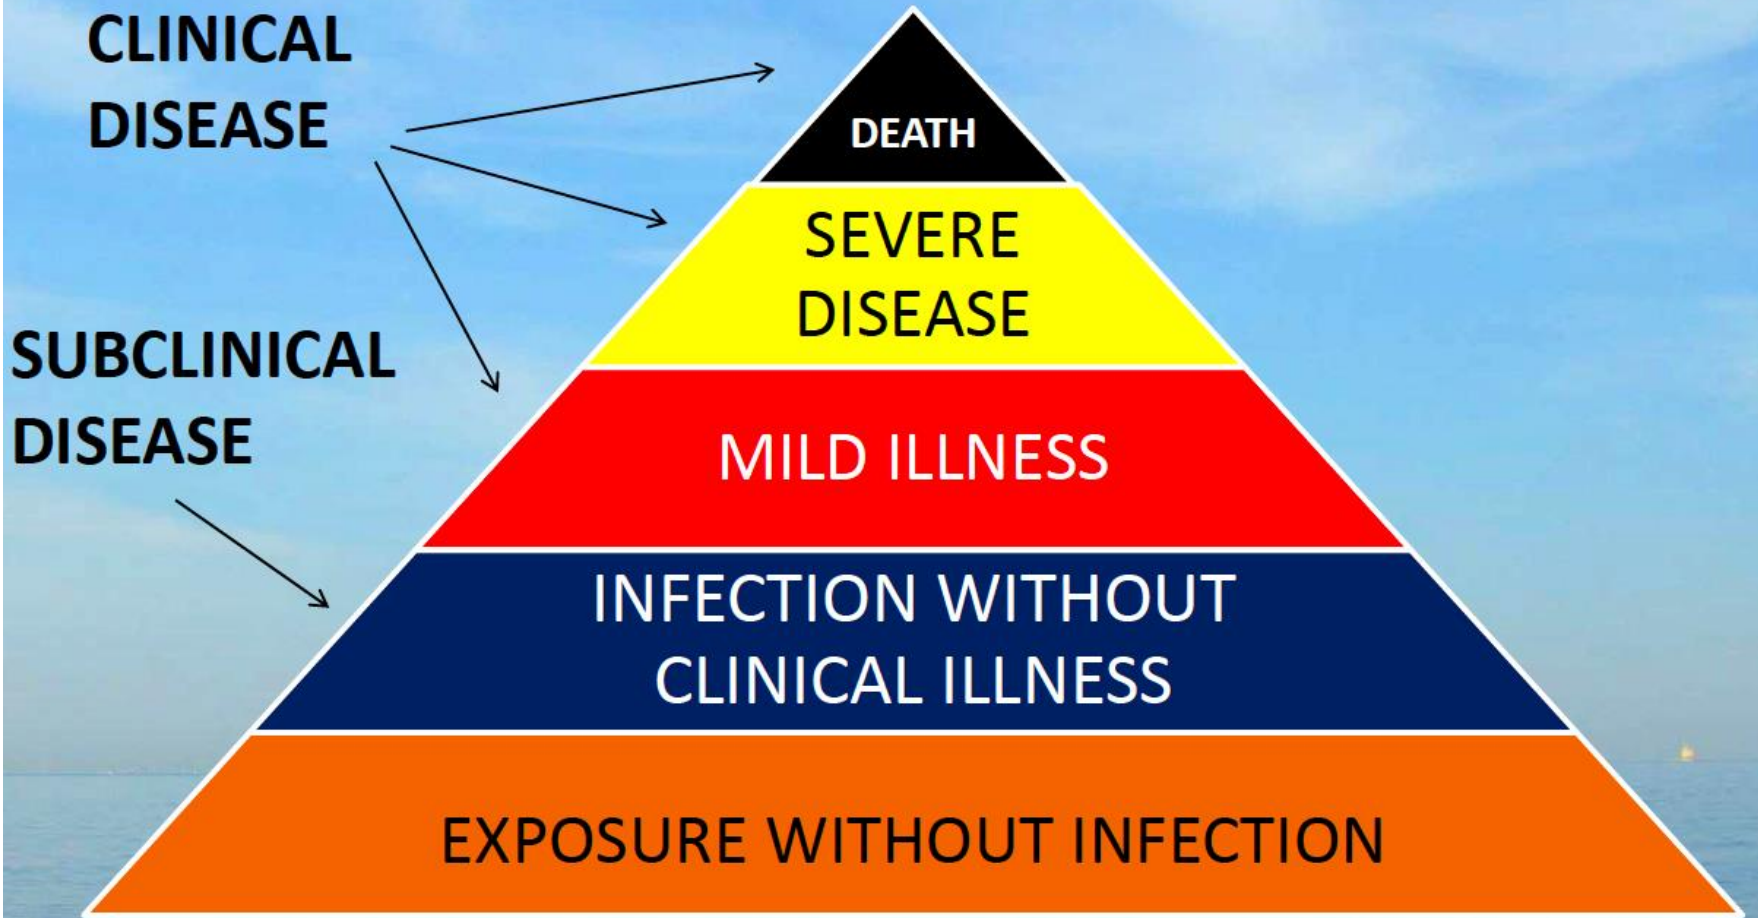 CLINICAL
DISEASE
DEATH
SEVERE
DISEASE
SUBCLINICAL
DISEASE
MILD ILLNESS
INFECTION WITHOUT
CLINICAL ILLNESS
EXPOSURE WITHOUT INFECTION